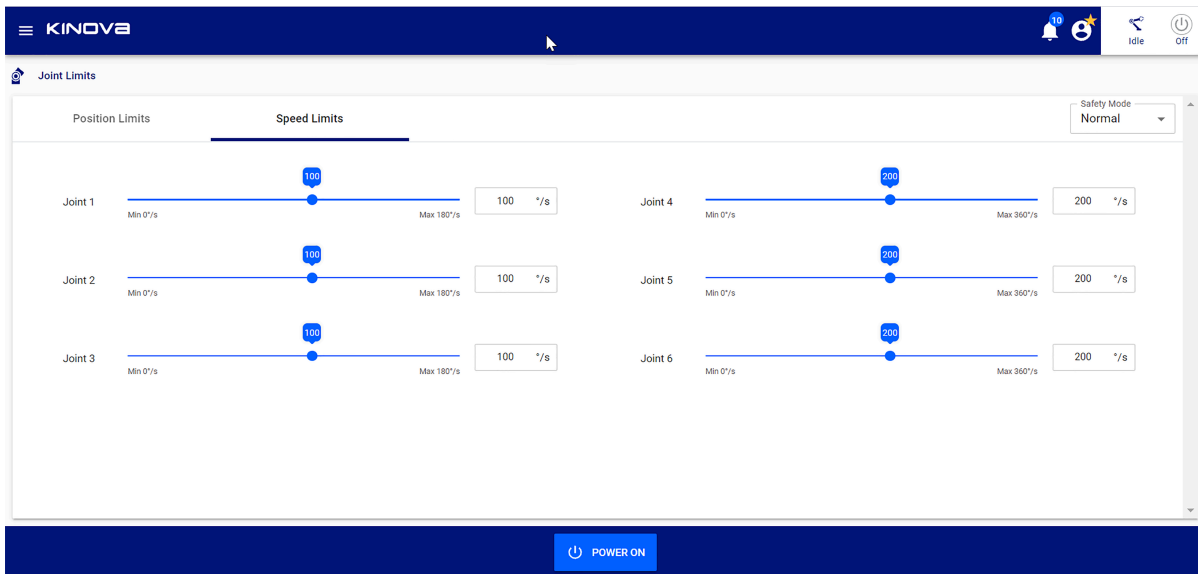 KINOVA
10
Idle
Off
Joint Limits
Position Limits
Speed Limits
Safety Mode
Normal
100
Joint 1
Min 0°/s
Max 180°/s
100 °/s
200
Joint 4
Min 0°/s
Max 360°/s
200 °/s
100
Joint 2
Min 0°/s
Max 180°/s
100 °/s
200
Joint 5
Min 0°/s
Max 360°/s
200 °/s
100
Joint 3
Min 0°/s
Max 180°/s
100 °/s
200
Joint 6
Min 0°/s
Max 360°/s
200 °/s
POWER ON